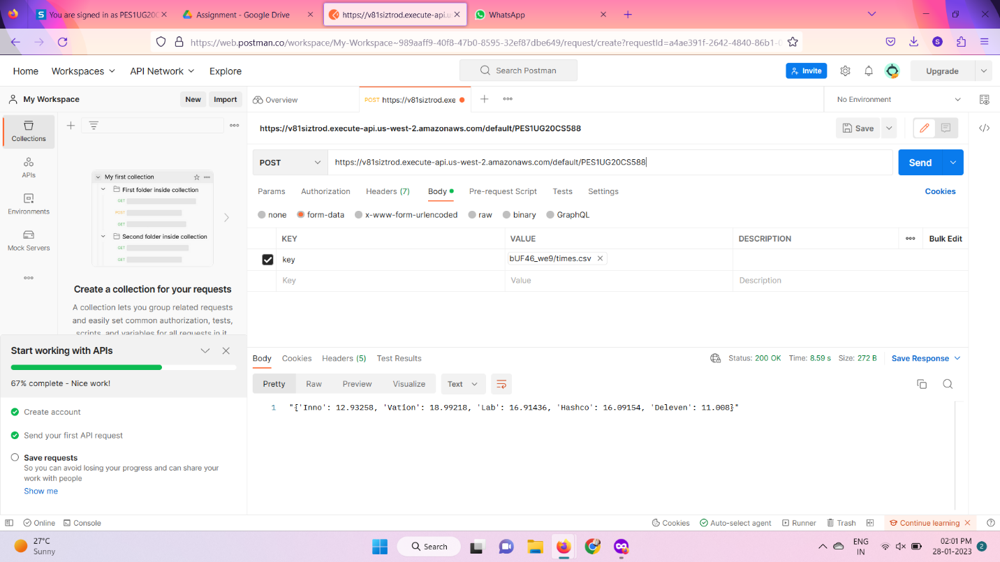 You are signed in as PES1UG20C
Assignment - Google Drive
https://v81siztrod.execute-api.u
WhatsApp
https://web.postman.co/workspace/My-Workspace~989aaff9-40f8-47b0-8595-32ef87dbe649/request/create?requestId=a4ae391f-2642-4840-86b1-0
S
Home
Workspaces
API Network
Explore
Search Postman
Invite
Upgrade
My Workspace
New
Import
Overview
POST https://v81siztrod.exe
No Environment
Collections
APIs
Environments
Mock Servers
My first collection
First folder inside collection
GET
POST
GET
Second folder inside collection
GET
GET
Create a collection for your requests
A collection lets you group related requests
and easily set common authorization, tests,
scripts, and variables for all requests in it.
https://v81siztrod.execute-api.us-west-2.amazonaws.com/default/PES1UG20CS588
Save
POST
https://v81siztrod.execute-api.us-west-2.amazonaws.com/default/PES1UG20CS588
Send
Params Authorization Headers (7) Body Pre-request Script Tests Settings Cookies
none form-data x-www-form-urlencoded raw binary GraphQL
KEY VALUE DESCRIPTION Bulk Edit
key bUF46_we9/times.csv
Key Value Description
Start working with APIs
67% complete - Nice work!
Create account
Send your first API request
Save requests
So you can avoid losing your progress and can share your
work with people
Show me
Body Cookies Headers (5) Test Results Status: 200 OK Time: 8.59 s Size: 272 B Save Response
Pretty Raw Preview Visualize Text
1 "{'Inno': 12.93258, 'Vation': 18.99218, 'Lab': 16.91436, 'Hashco': 16.09154, 'Deleven': 11.008}"
Online Console Cookies Auto-select agent Runner Trash Continue learning
27°C
Sunny
Search
ENG
IN
02:01 PM
28-01-2023
2